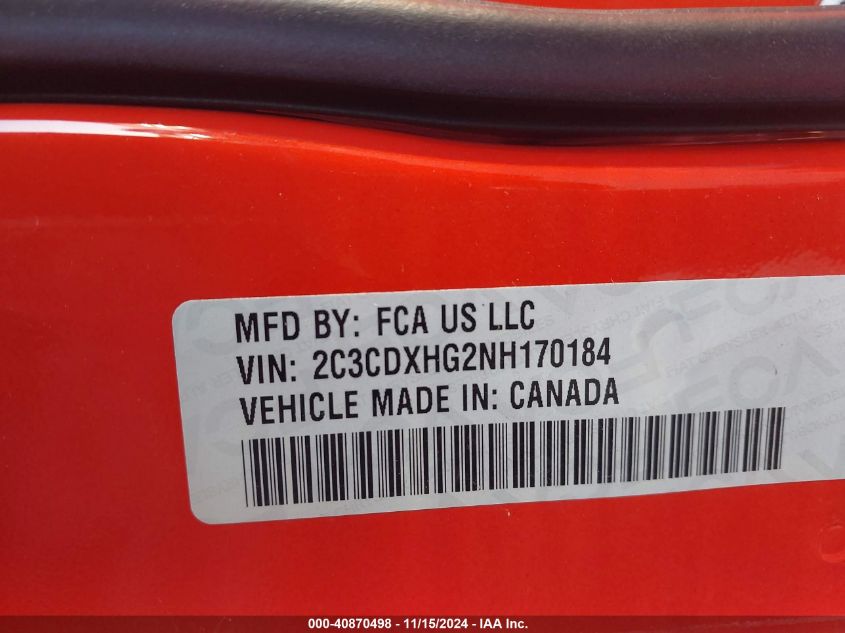 MFD BY: FCA US LLC
VIN: 2C3CDXHG2NH170184
VEHICLE MADE IN: CANADA
000-40870498 - 11/15/2024 - IAA Inc.